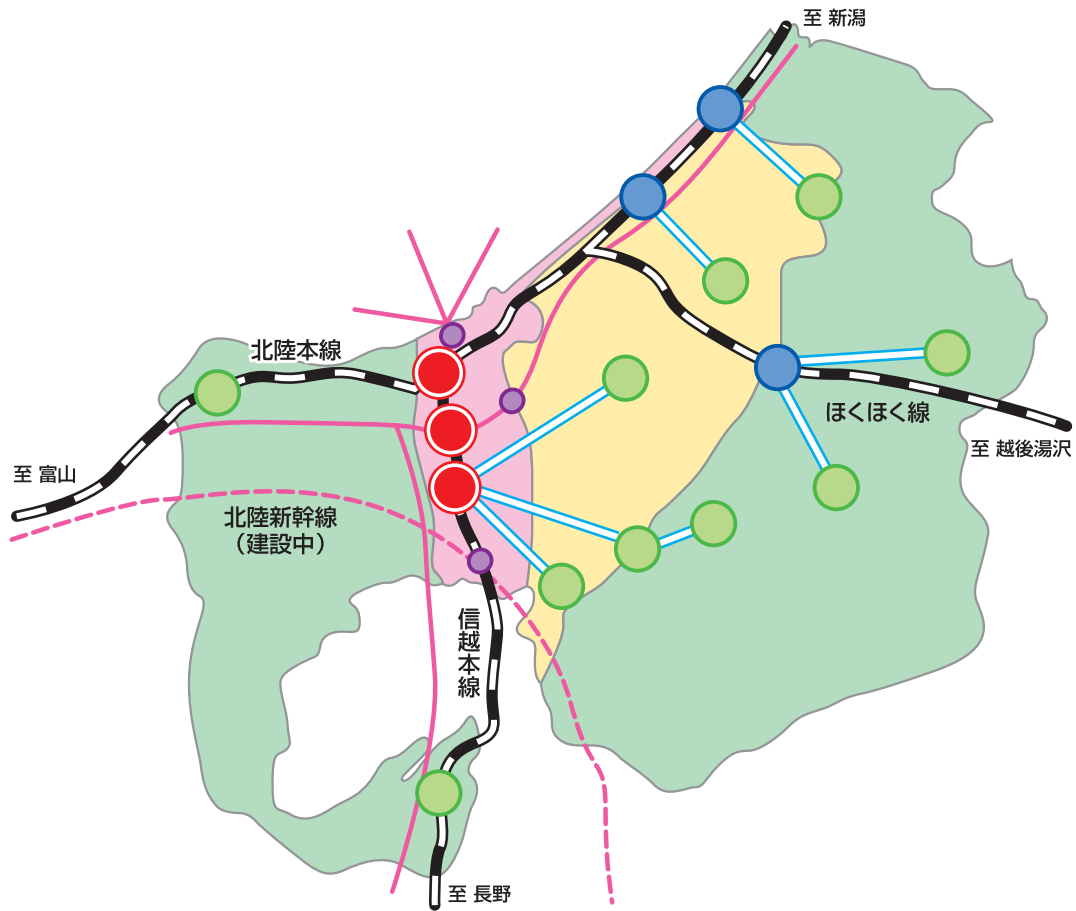 至 新潟
北陸本線
ほくほく線
至 越後湯沢
至 富山
北陸新幹線
（建設中）
信越本線
至 長野